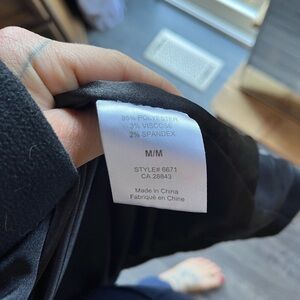 95% POLYESTER
3% VISCOSE
2% SPANDEX
M/M
STYLE# 6671
CA 28843
Made in China
Fabriqué en Chine